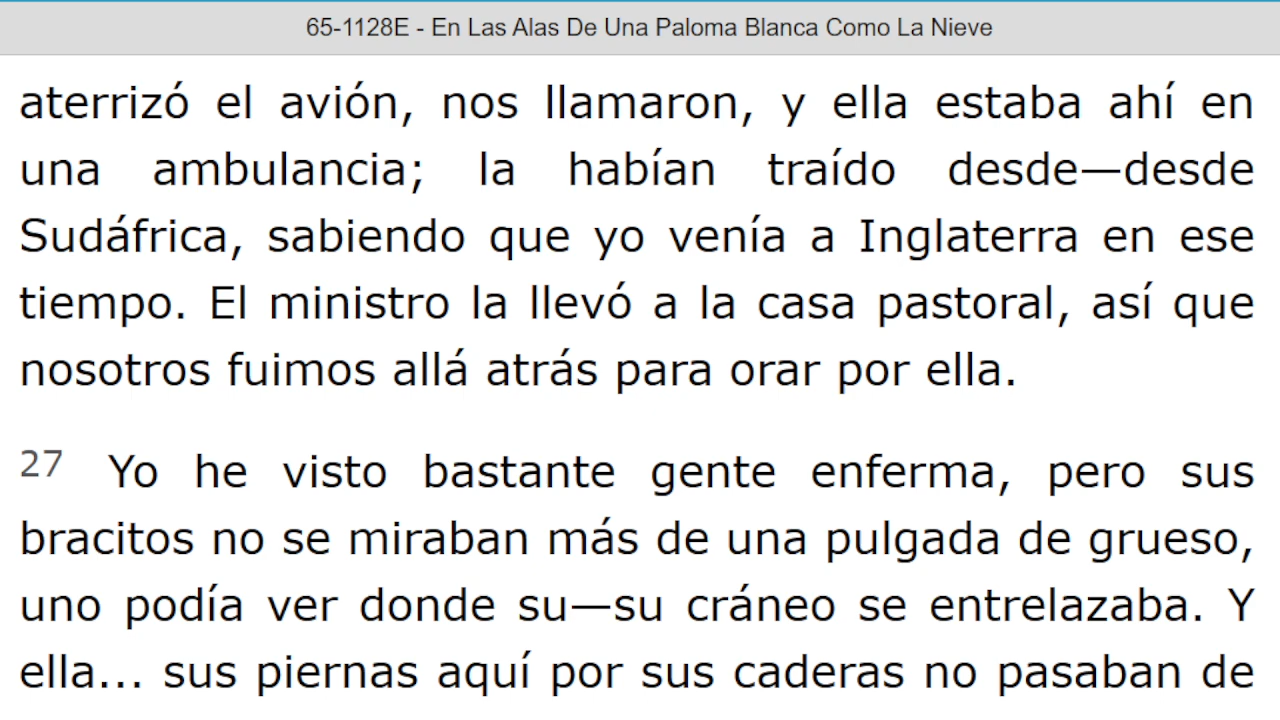 65-1128E - En Las Alas De Una Paloma Blanca Como La Nieve
aterrizó el avión, nos llamaron, y ella estaba ahí en
una ambulancia; la habían traído desde—desde
Sudáfrica, sabiendo que yo venía a Inglaterra en ese
tiempo. El ministro la llevó a la casa pastoral, así que
nosotros fuimos allá atrás para orar por ella.
27 Yo he visto bastante gente enferma, pero sus
bracitos no se miraban más de una pulgada de grueso,
uno podía ver donde su—su cráneo se entrelazaba. Y
ella... sus piernas aquí por sus caderas no pasaban de